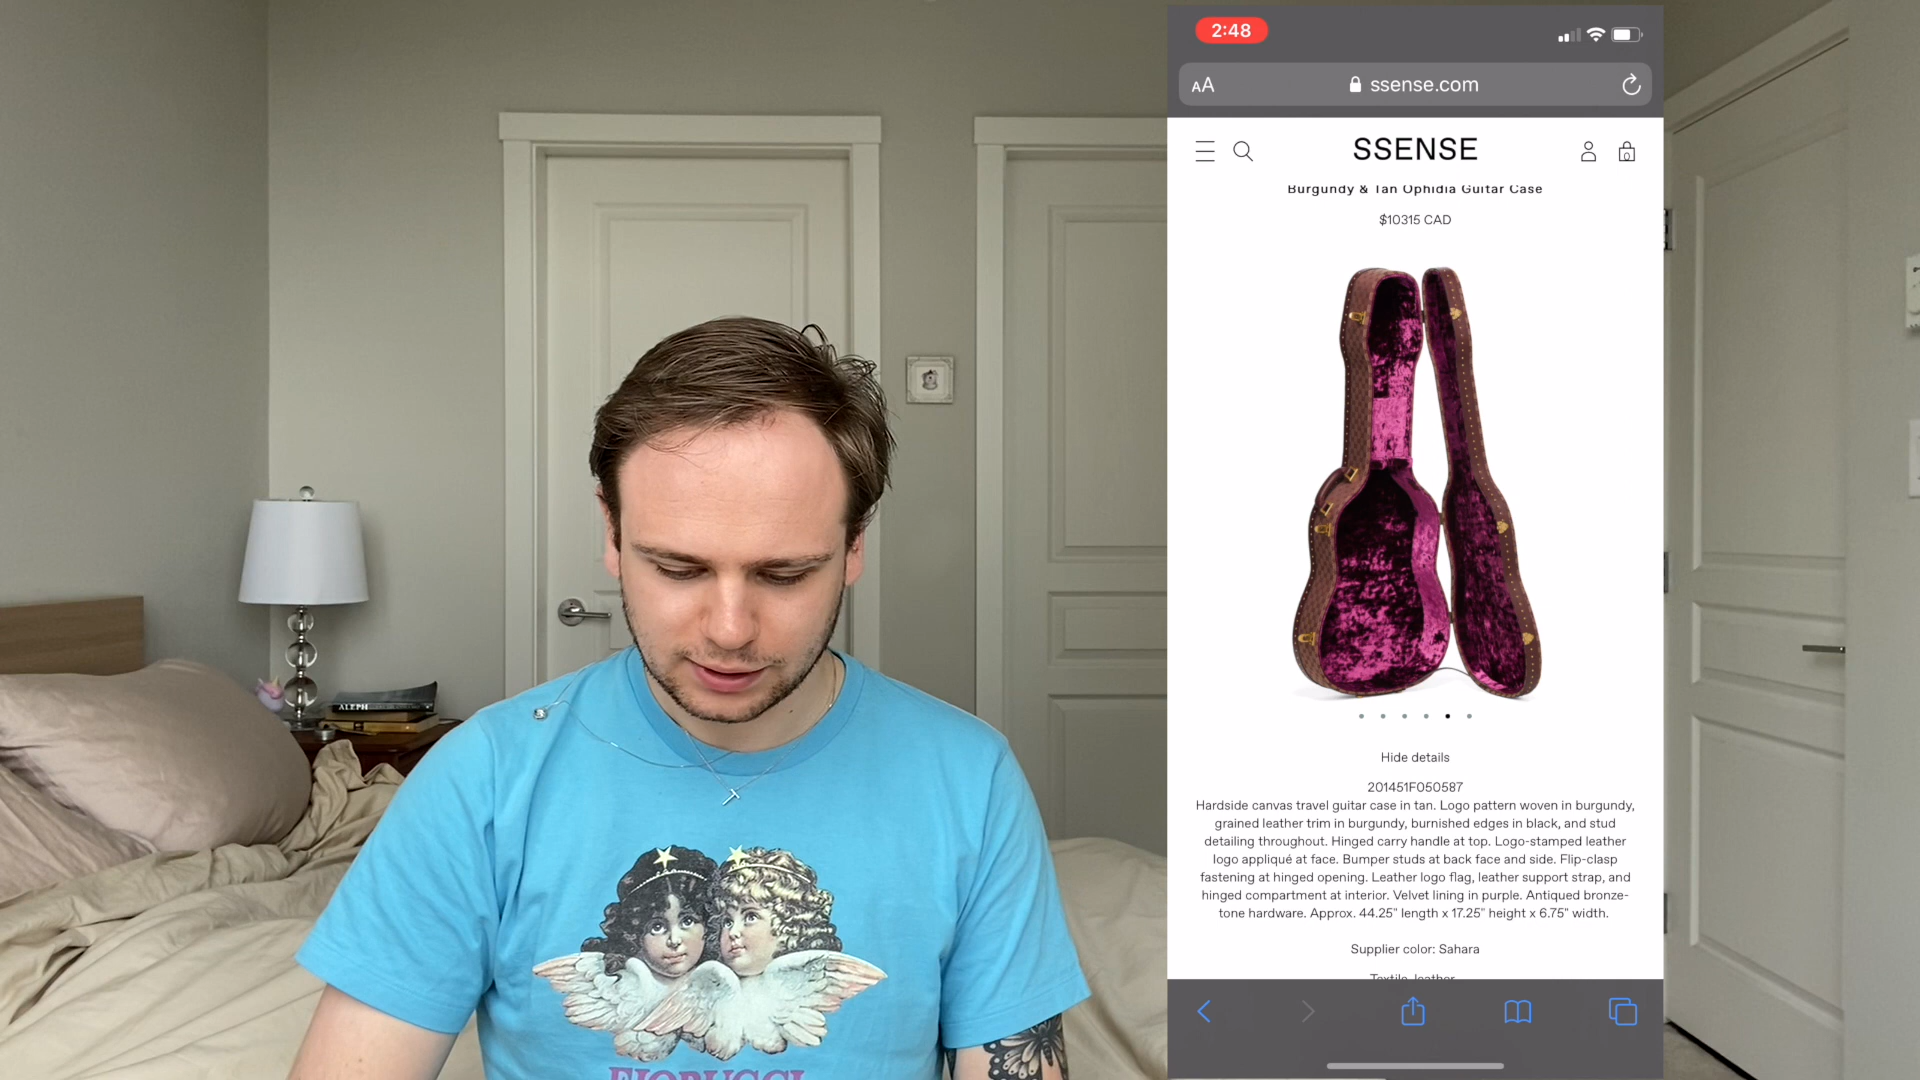 2:48
AA
ssense.com
SSENSE
0
Burgundy & Tan Ophidia Guitar Case
$10315 CAD
Hide details
201451F050587
Hardside canvas travel guitar case in tan. Logo pattern woven in burgundy,
grained leather trim in burgundy, burnished edges in black, and stud
detailing throughout. Hinged carry handle at top. Logo-stamped leather
logo appliqué at face. Bumper studs at back face and side. Flip-clasp
fastening at hinged opening. Leather logo flag, leather support strap, and
hinged compartment at interior. Velvet lining in purple. Antiqued bronze-
tone hardware. Approx. 44.25" length x 17.25" height x 6.75" width.
Supplier color: Sahara
Textile, leather.
ALEPH
FIORUCCI